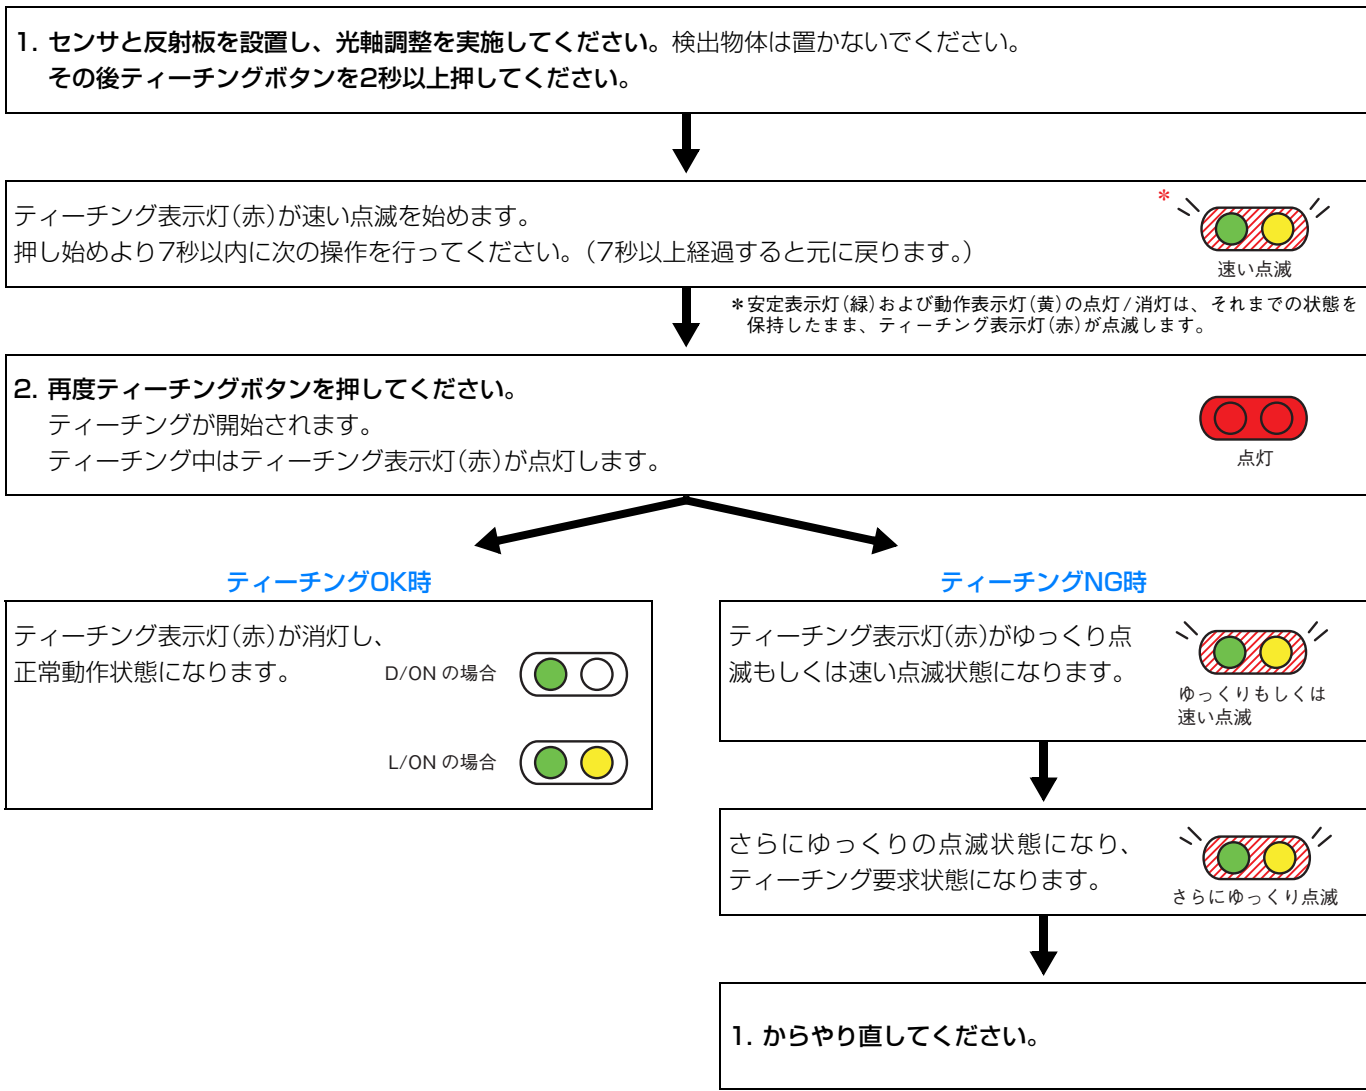 1. センサと反射板を設置し、光軸調整を実施してください。検出物体は置かないでください。
その後ティーチングボタンを2秒以上押してください。
ティーチング表示灯(赤)が速い点滅を始めます。
押し始めより7秒以内に次の操作を行ってください。(7秒以上経過すると元に戻ります。)
*
速い点滅
*安定表示灯(緑)および動作表示灯(黄)の点灯/消灯は、それまでの状態を
保持したまま、ティーチング表示灯(赤)が点滅します。
2. 再度ティーチングボタンを押してください。
ティーチングが開始されます。
ティーチング中はティーチング表示灯(赤)が点灯します。
点灯
ティーチングOK時
ティーチング表示灯(赤)が消灯し、
正常動作状態になります。
D/ON の場合
L/ON の場合
ティーチングNG時
ティーチング表示灯(赤)がゆっくり点
滅もしくは速い点滅状態になります。
ゆっくりもしくは
速い点滅
さらにゆっくりの点滅状態になり、
ティーチング要求状態になります。
さらにゆっくり点滅
1. からやり直してください。